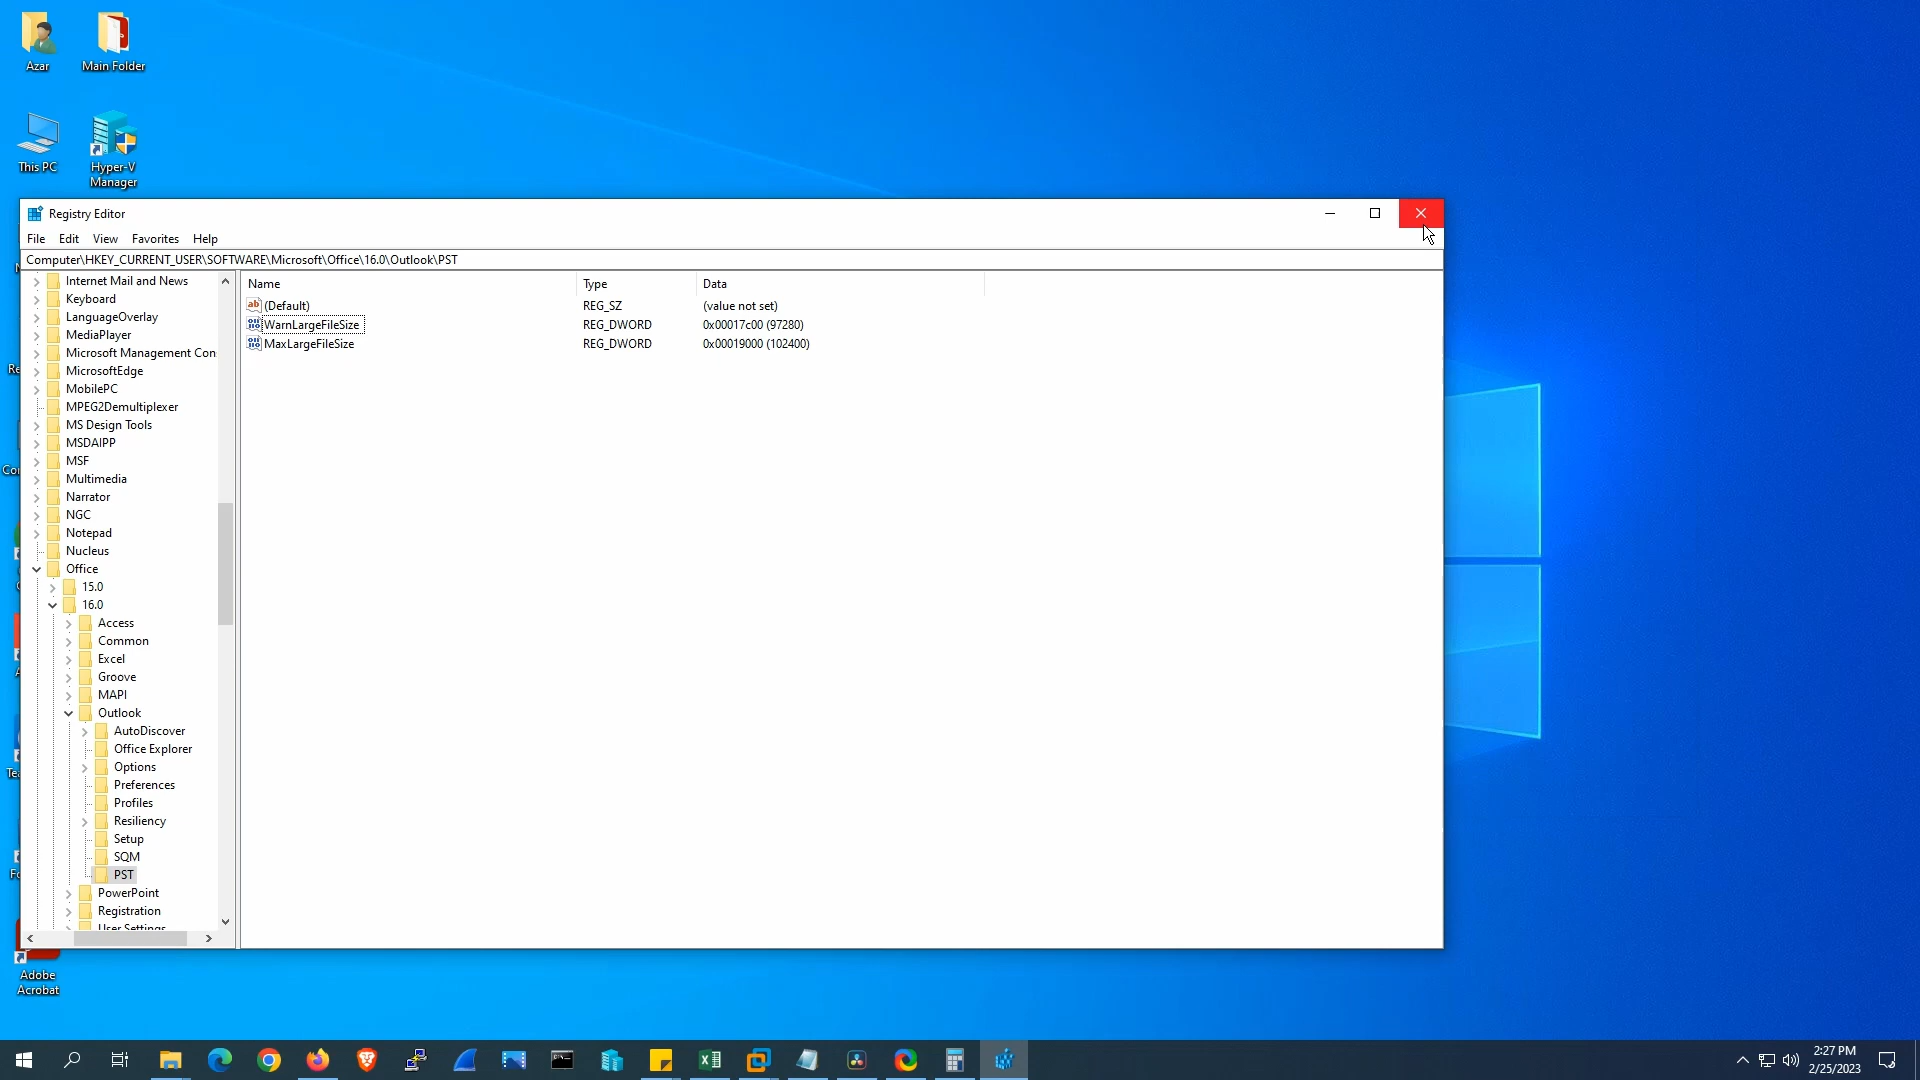 Azar
Main Folder
This PC
Hyper-V
Manager
Registry Editor
File Edit View Favorites Help
Computer\HKEY_CURRENT_USER\SOFTWARE\Microsoft\Office\16.0\Outlook\PST
Internet Mail and News
Keyboard
LanguageOverlay
MediaPlayer
Microsoft Management Con
MicrosoftEdge
MobilePC
MPEG2Demultiplexer
MS Design Tools
MSDAIPP
MSF
Multimedia
Narrator
NGC
Notepad
Nucleus
Office
15.0
16.0
Access
Common
Excel
Groove
MAPI
Outlook
AutoDiscover
Office Explorer
Options
Preferences
Profiles
Resiliency
Setup
SQM
PST
PowerPoint
Registration
User Settings
Name Type Data
(Default) REG_SZ (value not set)
WarnLargeFileSize REG_DWORD 0x00017c00 (97280)
MaxLargeFileSize REG_DWORD 0x00019000 (102400)
Adobe
Acrobat
2:27 PM
2/25/2023